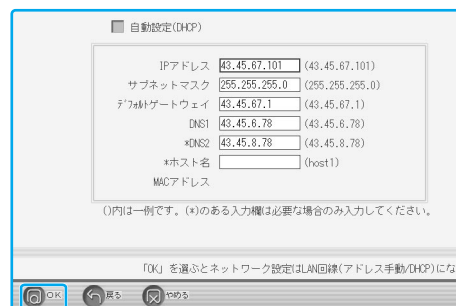 自動設定(DHCP)
IPアドレス 43.45.67.101 (43.45.67.101)
サブネットマスク 255.255.255.0 (255.255.255.0)
デフォルトゲートウェイ 43.45.67.1 (43.45.67.1)
DNS1 43.45.6.78 (43.45.6.78)
*DNS2 43.45.8.78 (43.45.8.78)
*ホスト名 (host1)
MACアドレス
()内は一例です。(*)のある入力欄は必要な場合のみ入力してください。
「OK」を選ぶとネットワーク設定はLAN回線(アドレス手動/DHCP)にな
OK 戻る やめる